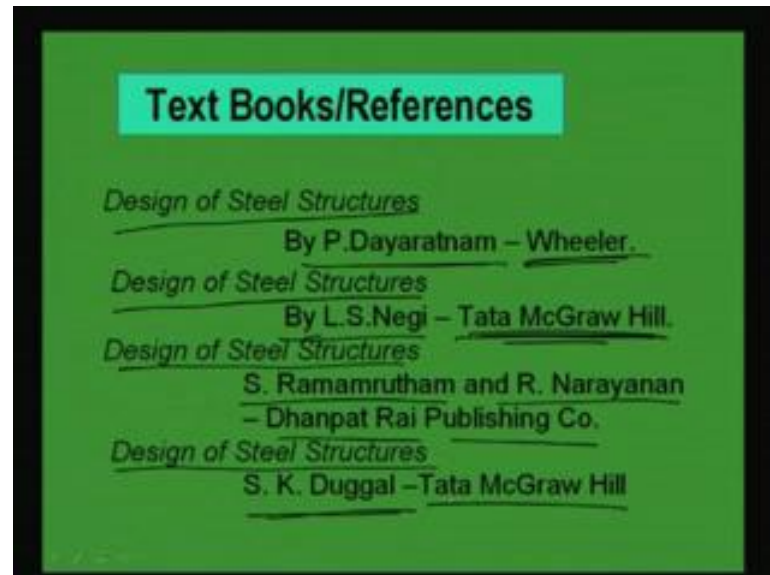 Text Books/References
Design of Steel Structures
By P.Dayaratnam – Wheeler.
Design of Steel Structures
By L.S.Negi – Tata McGraw Hill.
Design of Steel Structures
S. Ramamrutham and R. Narayanan
– Dhanpat Rai Publishing Co.
Design of Steel Structures
S. K. Duggal –Tata McGraw Hill